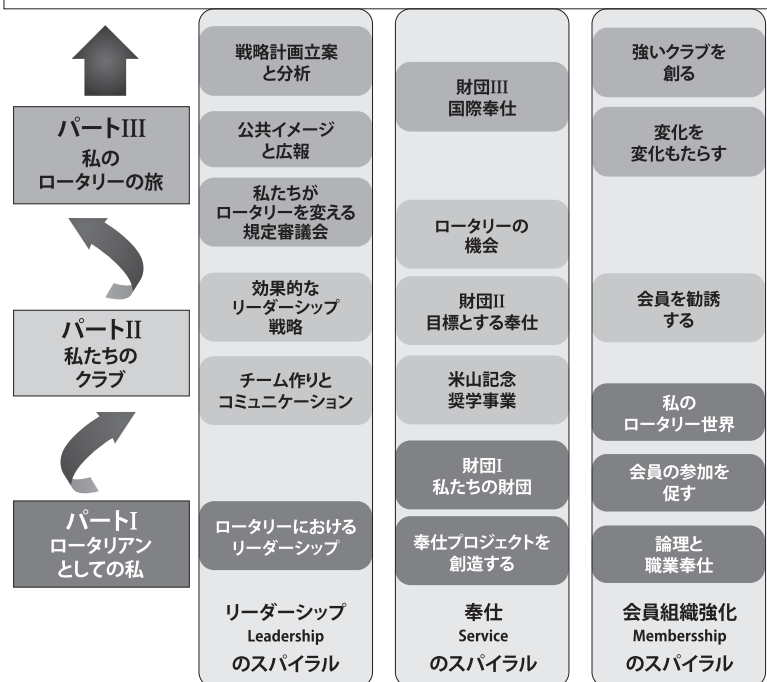 パートIII
私の
ロータリーの旅
パートII
私たちの
クラブ
パートI
ロータリアン
としての私
戦略計画立案
と分析
公共イメージ
と広報
私たちが
ロータリーを変える
規定審議会
効果的な
リーダーシップ
戦略
チーム作りと
コミュニケーション
ロータリーにおける
リーダーシップ
リーダーシップ
Leadership
のスパイラル
財団III
国際奉仕
ロータリーの
機会
財団II
目標とする奉仕
米山記念
奨学事業
財団I
私たちの財団
奉仕プロジェクトを
創造する
奉仕
Service
のスパイラル
強いクラブを
創る
変化を
変化もたらす
会員を勧誘
する
私の
ロータリー世界
会員の参加を
促す
論理と
職業奉仕
会員組織強化
Memberssship
のスパイラル